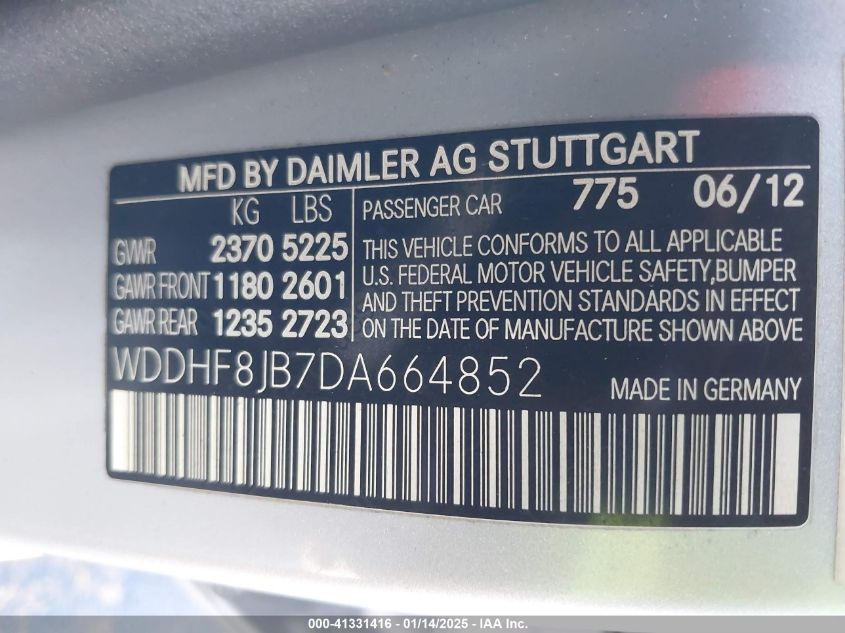 MFD BY DAIMLER AG STUTTGART
KG LBS PASSENGER CAR 775 06/12
GVWR 2370 5225
GAWR FRONT 1180 2601
GAWR REAR 1235 2723
THIS VEHICLE CONFORMS TO ALL APPLICABLE
U.S. FEDERAL MOTOR VEHICLE SAFETY,BUMPER
AND THEFT PREVENTION STANDARDS IN EFFECT
ON THE DATE OF MANUFACTURE SHOWN ABOVE
WDDHF8JB7DA664852 MADE IN GERMANY
000-41331416 - 01/14/2025 - IAA Inc.